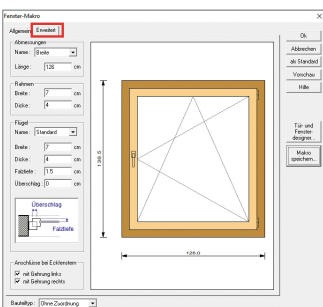 Fenster-Makro
Allgemein
Erweitert
Abmessungen
Name : Breite
Länge : 126 cm
Rahmen
Breite : 7 cm
Dicke : 4 cm
Flügel
Name : Standard
Breite : 7 cm
Dicke : 4 cm
Falztiefe : 1.5 cm
Überschlag : 0 cm
Überschlag
Falztiefe
Anschlüsse bei Eckfenstern
mit Gehrung links
mit Gehrung rechts
Bauteiltyp : Ohne Zuordnung
138.5
126.0
Ok
Abbrechen
als Standard
Vorschau
Hilfe
Tür- und
Fenster-
designer...
Makro
speichern...